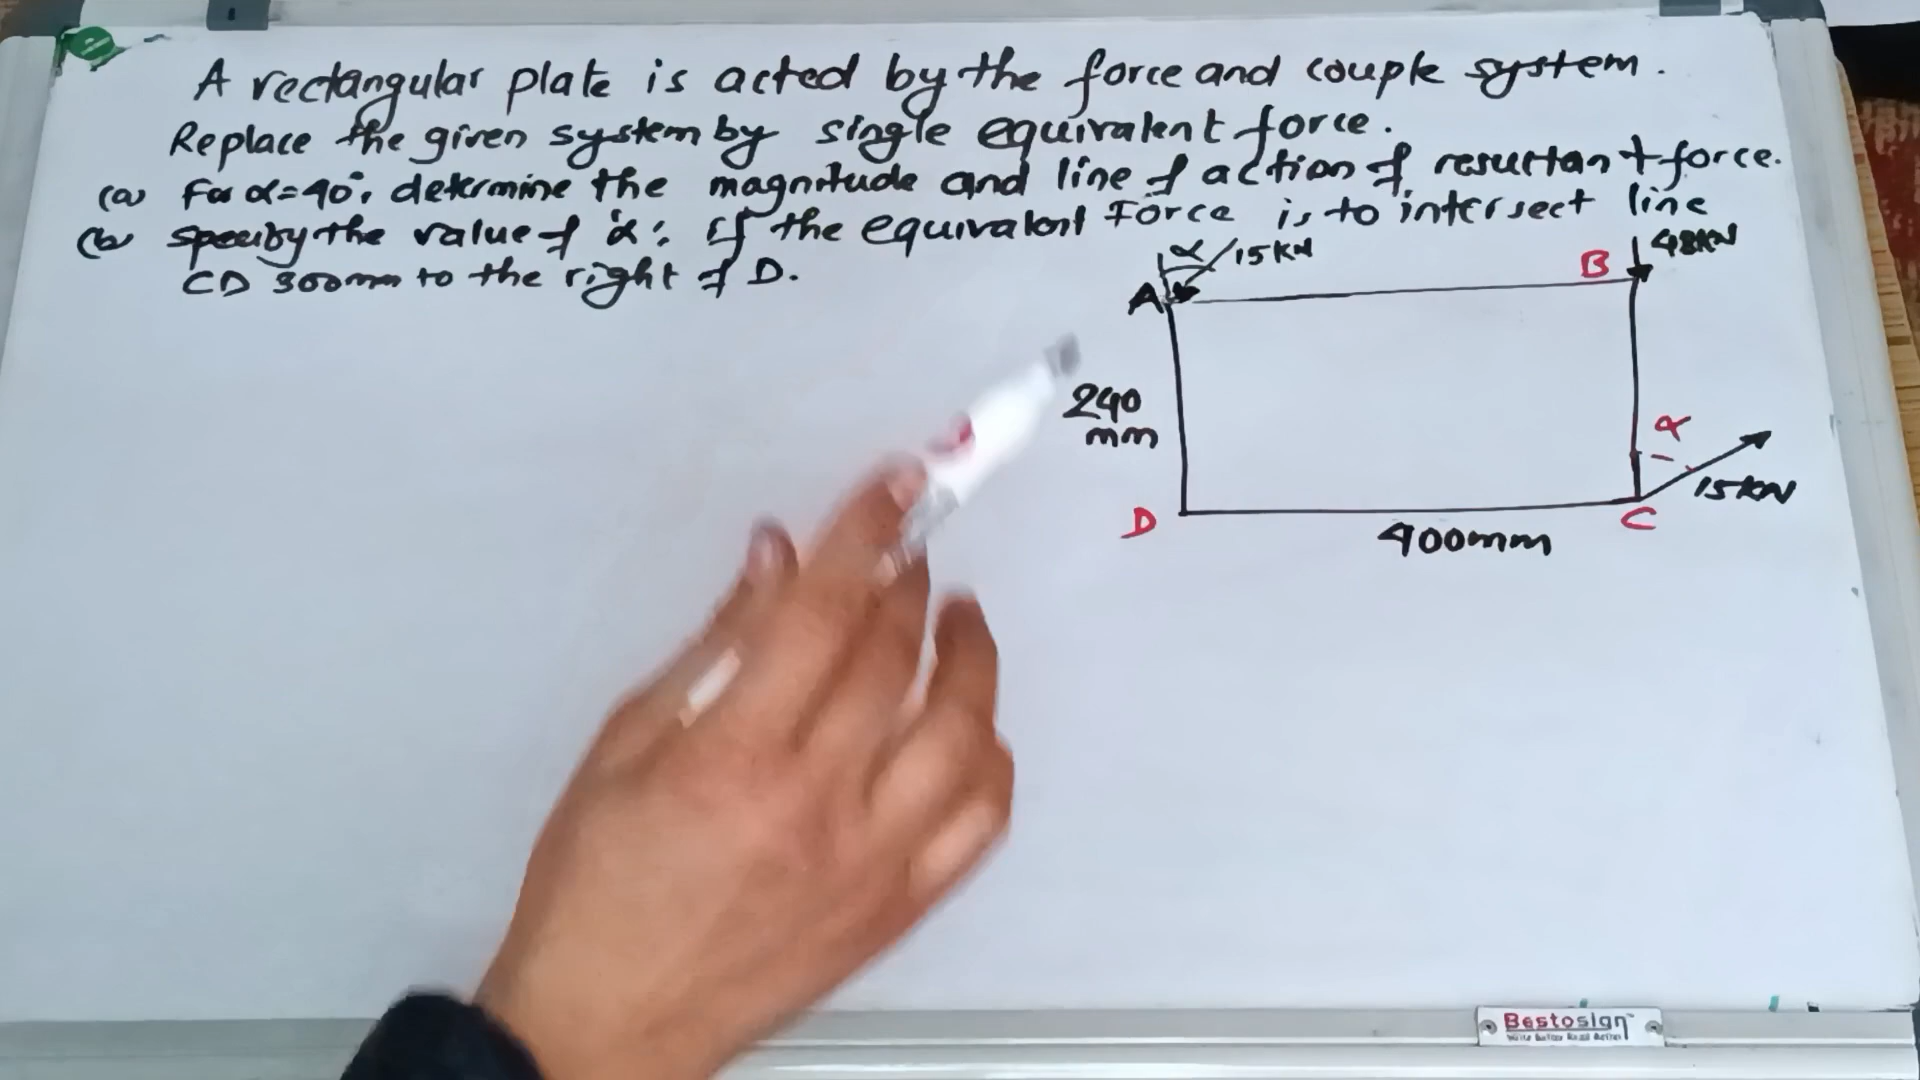 A rectangular plate is acted by the force and couple system.
Replace the given system by single equivalent force.
(a) For α=40°, determine the magnitude and line of action of resultant force.
(b) specify the value of 'α': if the equivalent Force is to intersect line
CD 300mm to the right of D.
α 15KN
B 48KN
A
240
mm
α
15KN
D
C
400mm
Bestosign